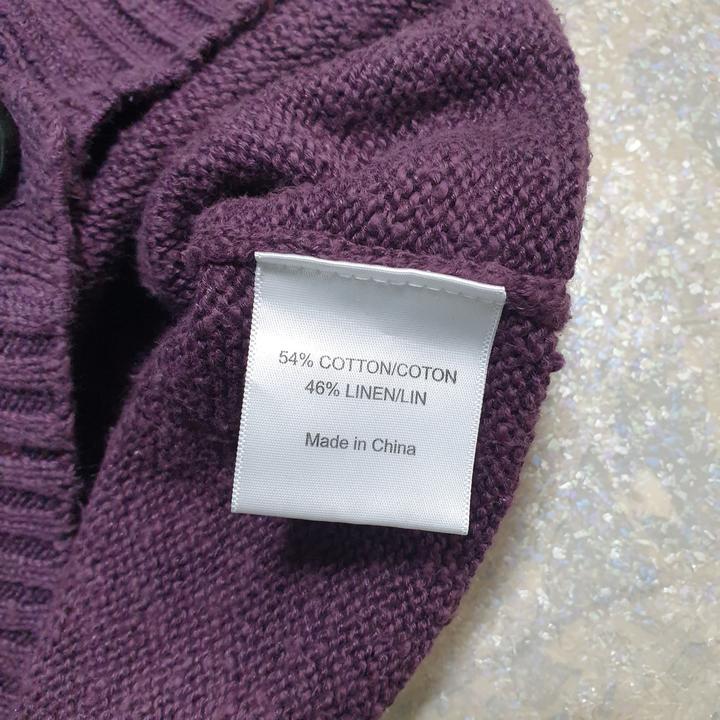 54% COTTON/COTON
46% LINEN/LIN
Made in China